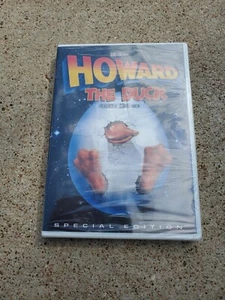 HOWARD
THE DUCK
SPECIAL EDITION